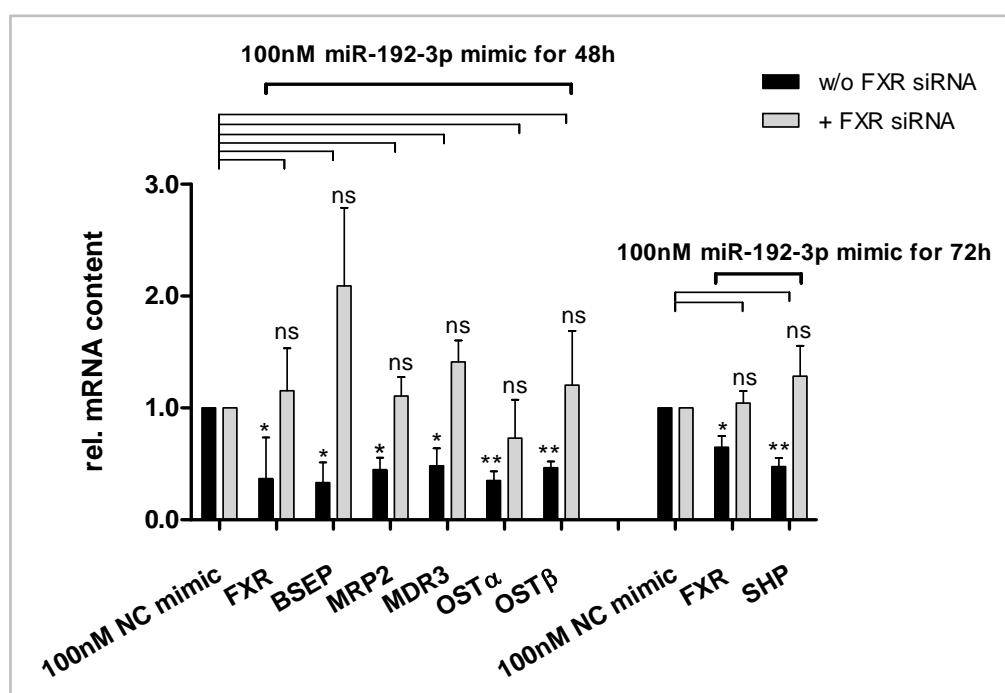 100nM miR-192-3p mimic for 48h
w/o FXR siRNA
+ FXR siRNA
3.0
2.0
1.0
0.0
rel. mRNA content
ns
ns
ns
ns
ns
ns
*
*
*
*
**
**
100nM miR-192-3p mimic for 72h
ns
ns
*
**
100nM NC mimic
FXR
BSEP
MRP2
MDR3
OSTα
OSTβ
100nM NC mimic
FXR
SHP